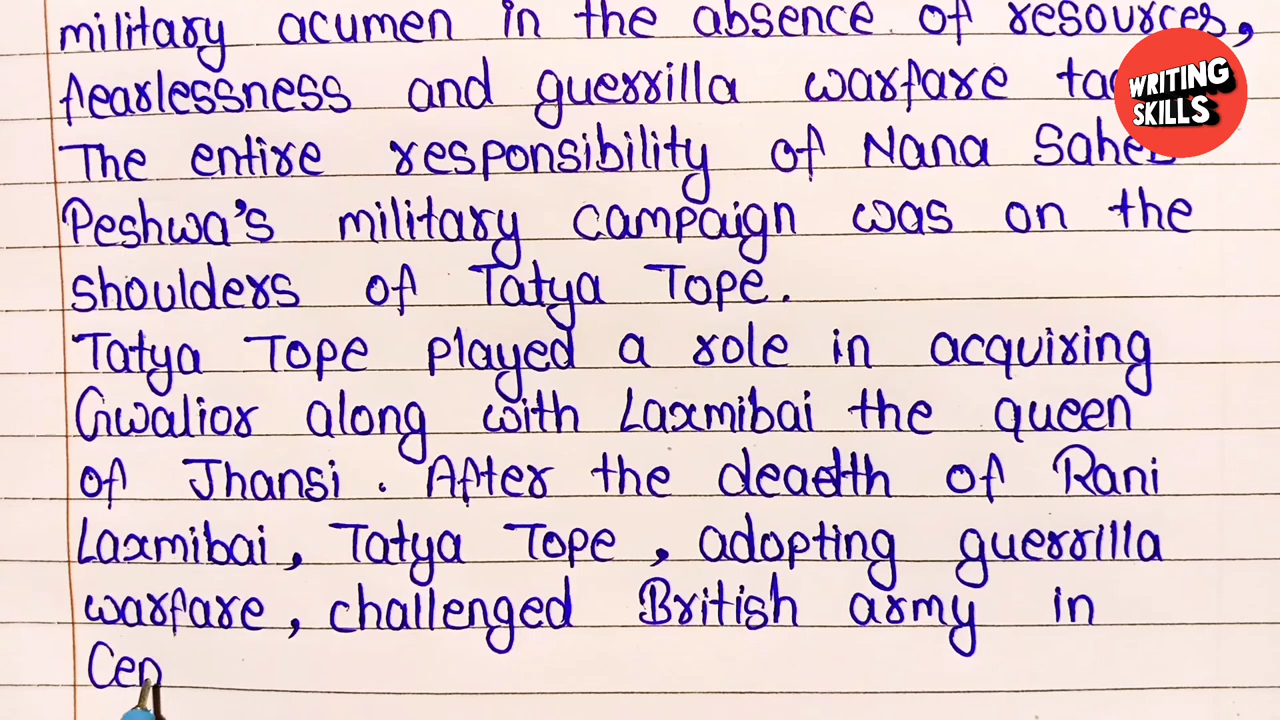 military acumen in the absence of resources,
fearlessness and guerrilla warfare
The entire responsibility of Nana Saheb
Peshwa's military campaign was on the
shoulders of Tatya Tope.
Tatya Tope played a role in acquiring
Gwalior along with Laxmibai the queen
of Jhansi. After the deadth of Rani
Laxmibai, Tatya Tope, adopting guerrilla
warfare, challenged British army in
Cen
WRITING
SKILLS